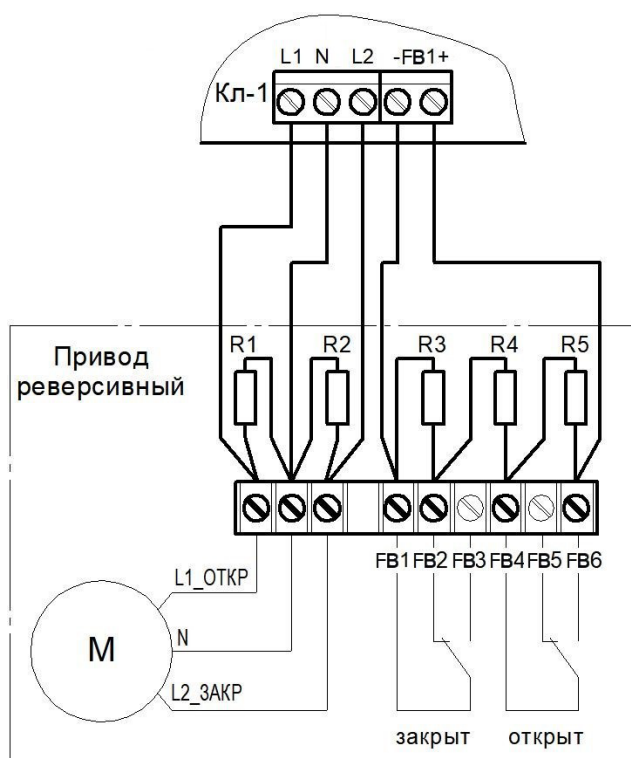 L1 N L2 -FB1+
Кл-1
Привод
реверсивный
R1 R2 R3 R4 R5
FB1 FB2 FB3 FB4 FB5 FB6
L1_ОТКР
М
N
L2_ЗАКР
закрыт открыт